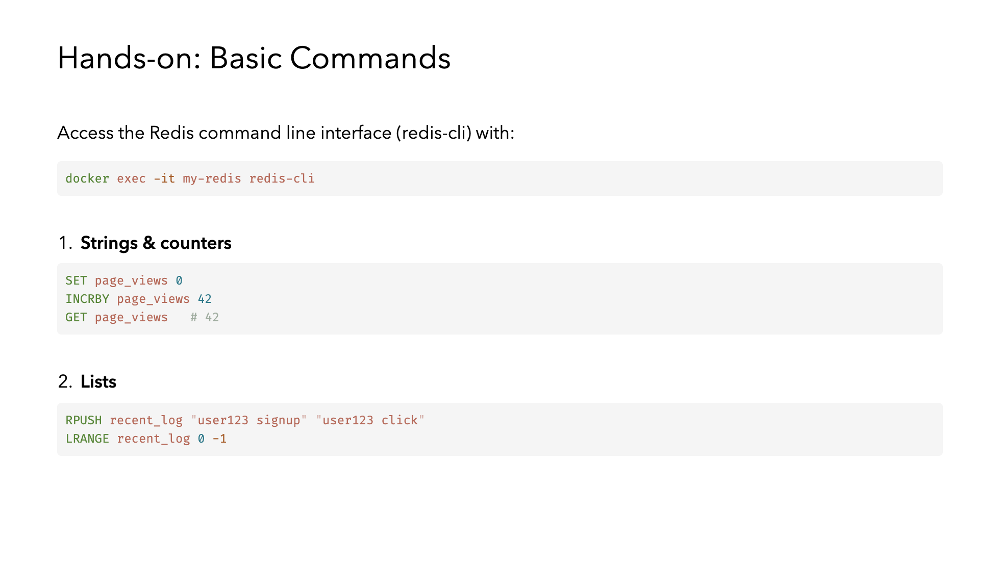 Hands-on: Basic Commands
Access the Redis command line interface (redis-cli) with:
docker exec -it my-redis redis-cli
1. Strings & counters
SET page_views 0
INCRBY page_views 42
GET page_views   # 42
2. Lists
RPUSH recent_log "user123 signup" "user123 click"
LRANGE recent_log 0 -1